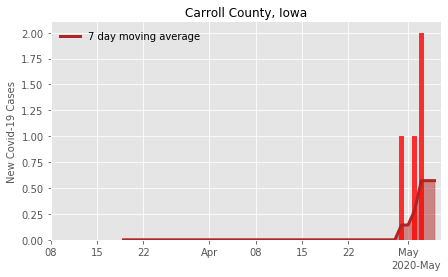 Carroll County, Iowa
7 day moving average
New Covid-19 Cases
2.00
1.75
1.50
1.25
1.00
0.75
0.50
0.25
0.00
08 15 22 Apr 08 15 22 May
2020-May